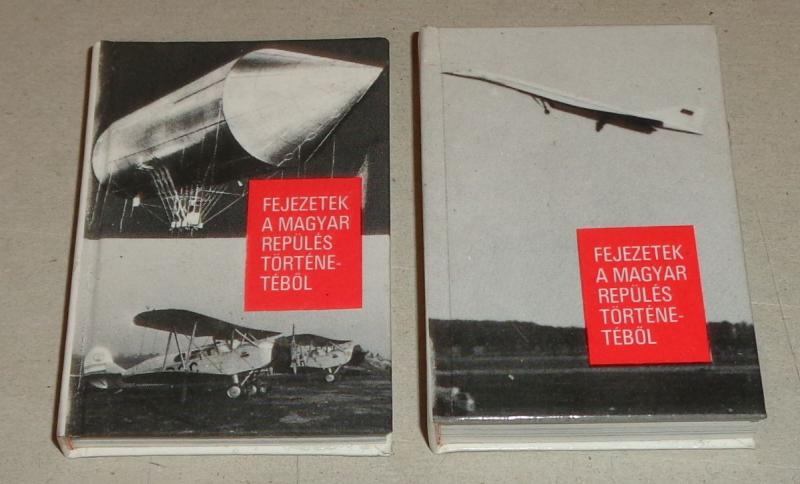 FEJEZETEK
A MAGYAR
REPÜLÉS
TÖRTÉNE-
TÉBŐL
FEJEZETEK
A MAGYAR
REPÜLÉS
TÖRTÉNE-
TÉBŐL